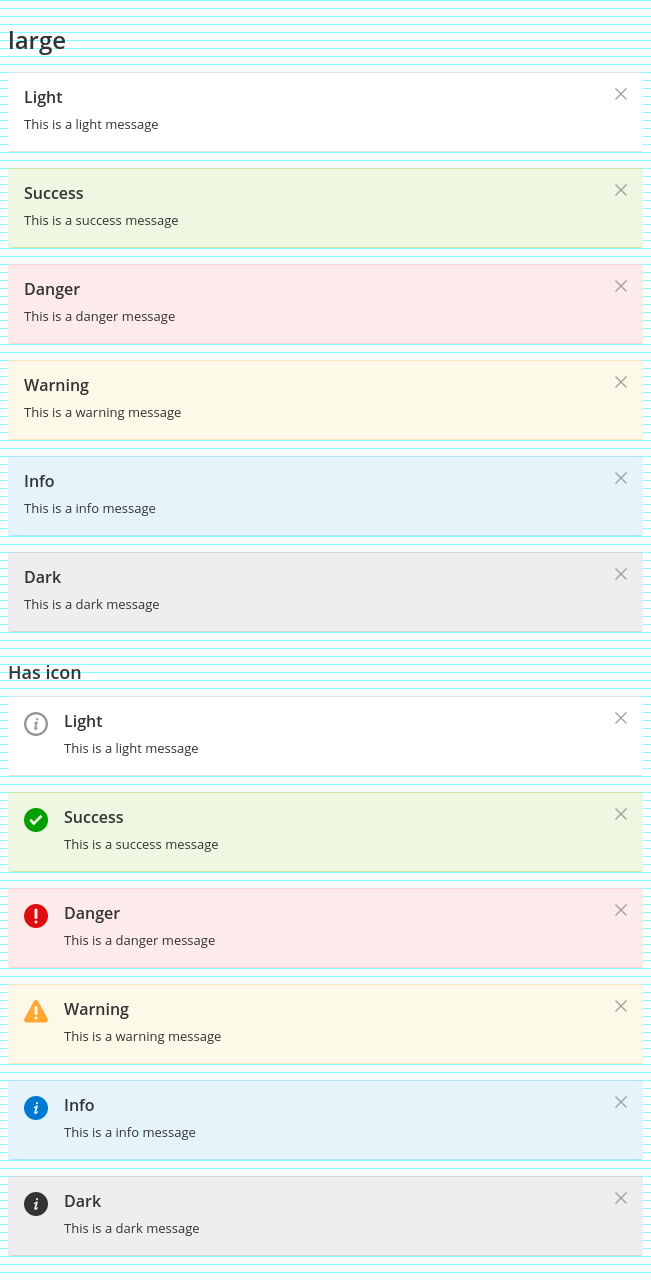 large
Light
This is a light message
Success
This is a success message
Danger
This is a danger message
Warning
This is a warning message
Info
This is a info message
Dark
This is a dark message
Has icon
Light
This is a light message
Success
This is a success message
Danger
This is a danger message
Warning
This is a warning message
Info
This is a info message
Dark
This is a dark message